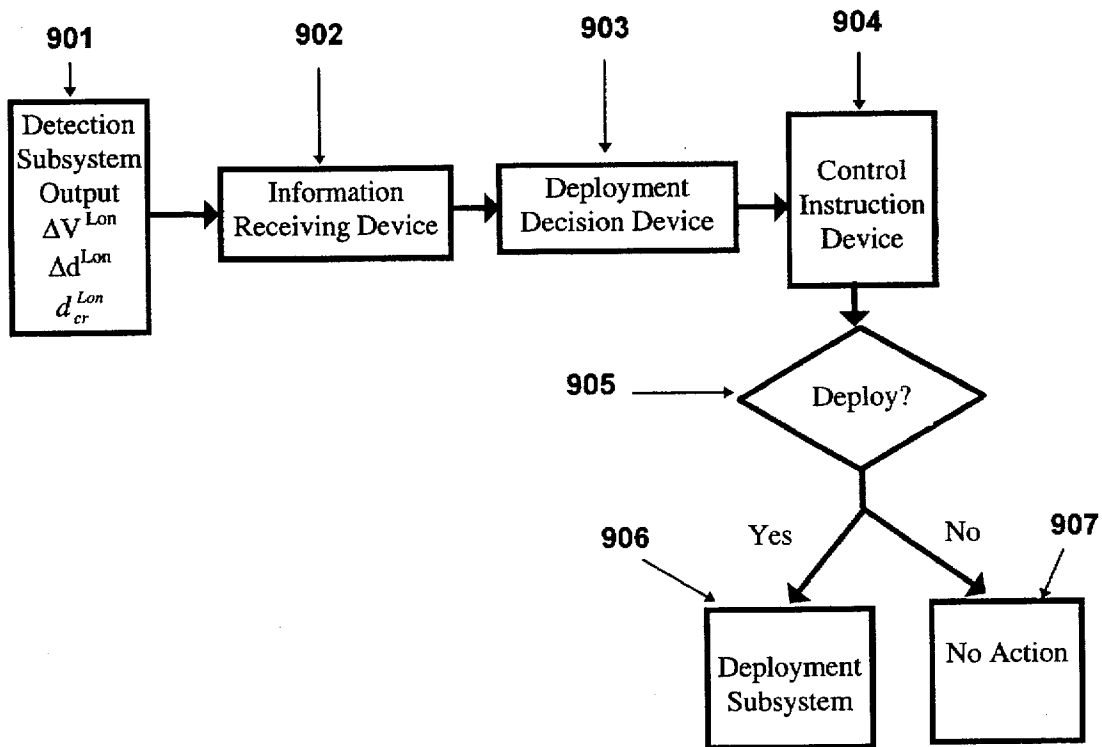 901
902
903
904
Detection
Subsystem
Output
ΔV^Lon
Δd^Lon
d_cr^Lon
Information
Receiving Device
Deployment
Decision Device
Control
Instruction
Device
905
Deploy?
Yes
No
906
907
Deployment
Subsystem
No Action